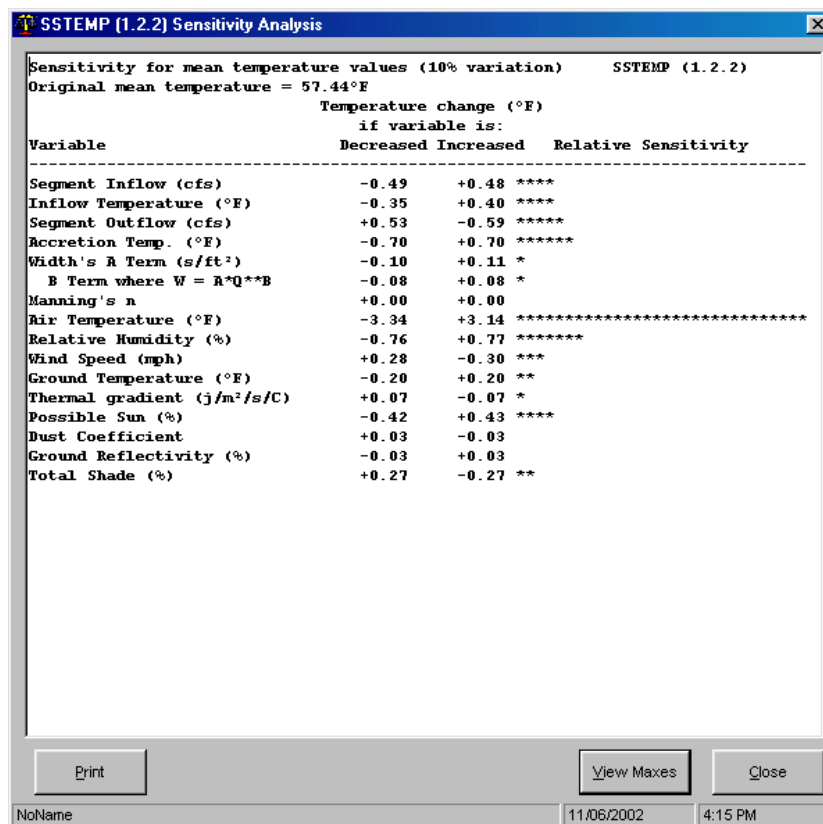 SSTEMP (1.2.2) Sensitivity Analysis
Sensitivity for mean temperature values (10% variation) SSTEMP (1.2.2)
Original mean temperature = 57.44°F
Temperature change (°F)
if variable is:
Variable Decreased Increased Relative Sensitivity
--------------------------------------------------------------------------------
Segment Inflow (cfs) -0.49 +0.48 ****
Inflow Temperature (°F) -0.35 +0.40 ****
Segment Outflow (cfs) +0.53 -0.59 *****
Accretion Temp. (°F) -0.70 +0.70 ******
Width's A Term (s/ft²) -0.10 +0.11 *
B Term where W = A*Q**B -0.08 +0.08 *
Manning's n +0.00 +0.00
Air Temperature (°F) -3.34 +3.14 ******************************
Relative Humidity (%) -0.76 +0.77 *******
Wind Speed (mph) +0.28 -0.30 ***
Ground Temperature (°F) -0.20 +0.20 **
Thermal gradient (j/m²/s/C) +0.07 -0.07 *
Possible Sun (%) -0.42 +0.43 ****
Dust Coefficient +0.03 -0.03
Ground Reflectivity (%) -0.03 +0.03
Total Shade (%) +0.27 -0.27 **
Print View Maxes Close
NoName 11/06/2002 4:15 PM